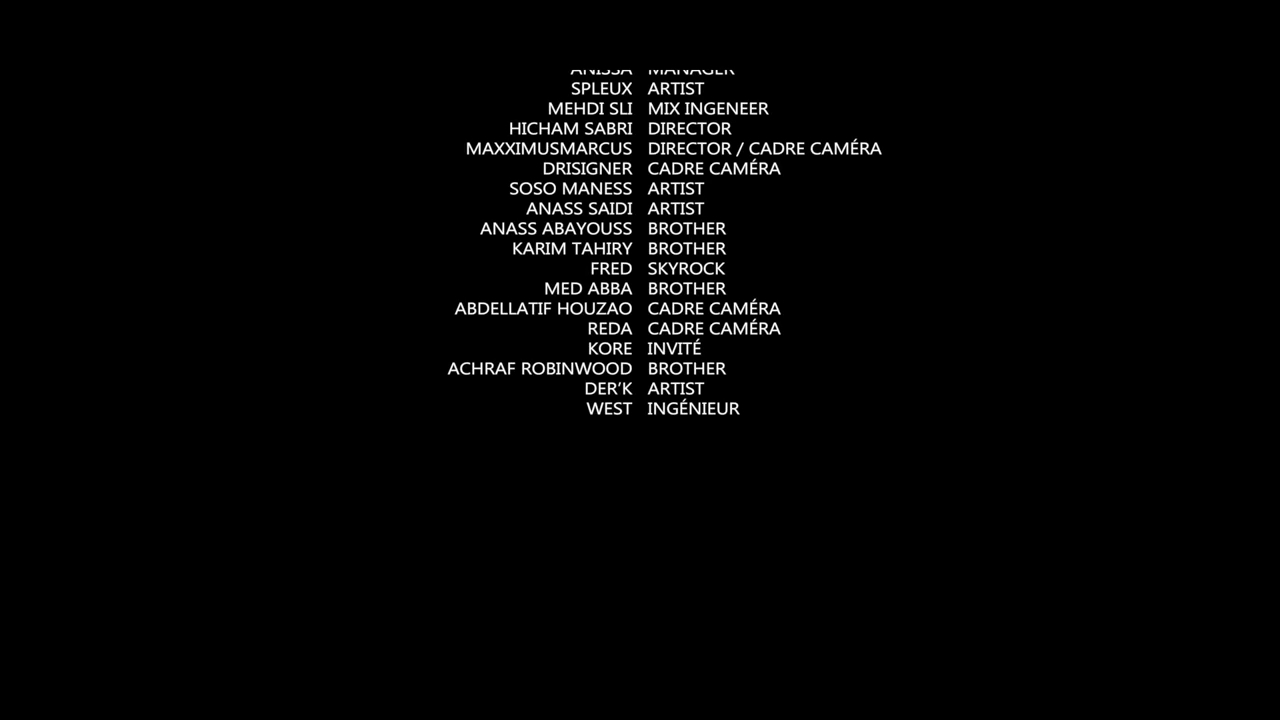 ANISSA MANAGER
SPLEUX ARTIST
MEHDI SLI MIX INGENEER
HICHAM SABRI DIRECTOR
MAXXIMUSMARCUS DIRECTOR / CADRE CAMÉRA
DRISIGNER CADRE CAMÉRA
SOSO MANESS ARTIST
ANASS SAIDI ARTIST
ANASS ABAYOUSS BROTHER
KARIM TAHIRY BROTHER
FRED SKYROCK
MED ABBA BROTHER
ABDELLATIF HOUZAO CADRE CAMÉRA
REDA CADRE CAMÉRA
KORE INVITÉ
ACHRAF ROBINWOOD BROTHER
DER'K ARTIST
WEST INGÉNIEUR